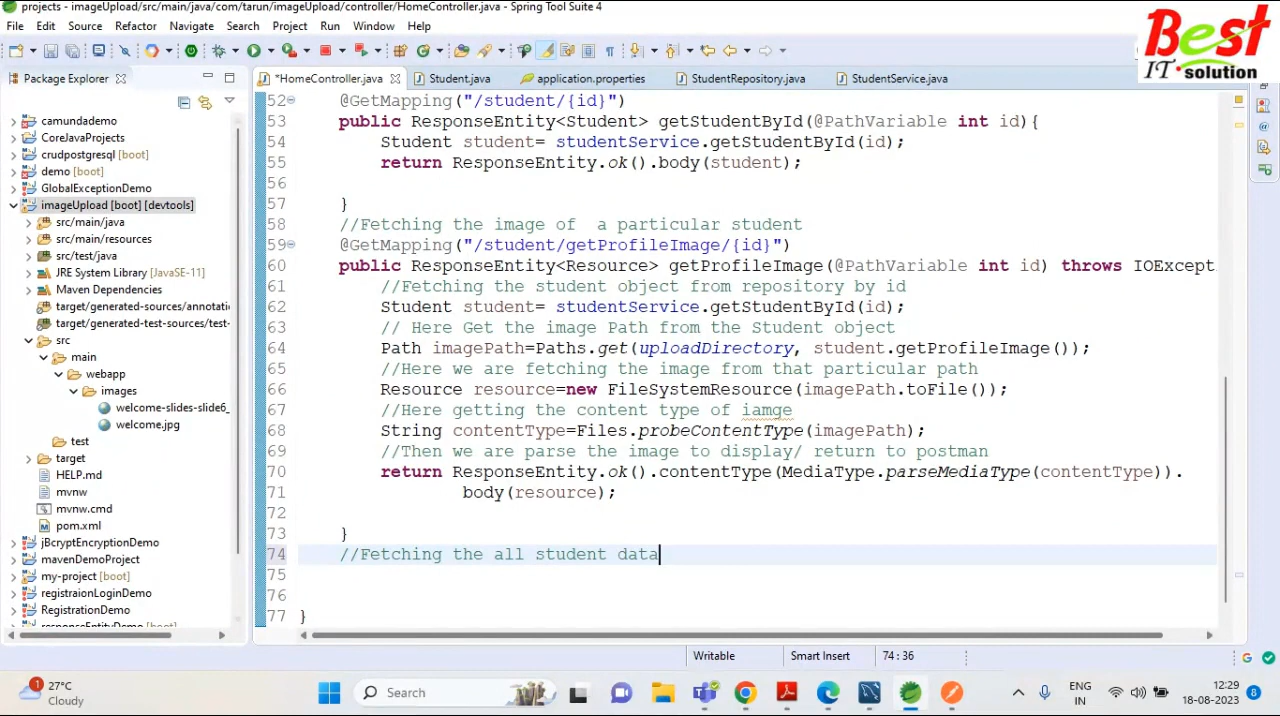 projects - imageUpload/src/main/java/com/tarun/imageUpload/controller/HomeController.java - Spring Tool Suite 4
File Edit Source Refactor Navigate Search Project Run Window Help
Best
IT solution
Package Explorer
*HomeController.java Student.java application.properties StudentRepository.java StudentService.java
camundademo
CoreJavaProjects
crudpostgresql [boot]
demo [boot]
GlobalExceptionDemo
imageUpload [boot] [devtools]
src/main/java
src/main/resources
src/test/java
JRE System Library [JavaSE-11]
Maven Dependencies
target/generated-sources/annotatio
target/generated-test-sources/test-
src
main
webapp
images
welcome-slides-slide6_
welcome.jpg
test
target
HELP.md
mvnw
mvnw.cmd
pom.xml
jBcryptEncryptionDemo
mavenDemoProject
my-project [boot]
registraionLoginDemo
RegistrationDemo
responseEntityDemo [boot]
52 @GetMapping("/student/{id}")
53 public ResponseEntity<Student> getStudentById(@PathVariable int id){
54 Student student= studentService.getStudentById(id);
55 return ResponseEntity.ok().body(student);
56
57 }
58 //Fetching the image of a particular student
59 @GetMapping("/student/getProfileImage/{id}")
60 public ResponseEntity<Resource> getProfileImage(@PathVariable int id) throws IOExcept
61 //Fetching the student object from repository by id
62 Student student= studentService.getStudentById(id);
63 // Here Get the image Path from the Student object
64 Path imagePath=Paths.get(uploadDirectory, student.getProfileImage());
65 //Here we are fetching the image from that particular path
66 Resource resource=new FileSystemResource(imagePath.toFile());
67 //Here getting the content type of iamge
68 String contentType=Files.probeContentType(imagePath);
69 //Then we are parse the image to display/ return to postman
70 return ResponseEntity.ok().contentType(MediaType.parseMediaType(contentType)).
71 body(resource);
72
73 }
74 //Fetching the all student data
75
76
77 }
Writable Smart Insert 74 : 36
1
27°C
Cloudy
Search
ENG
IN
12:29
18-08-2023
8